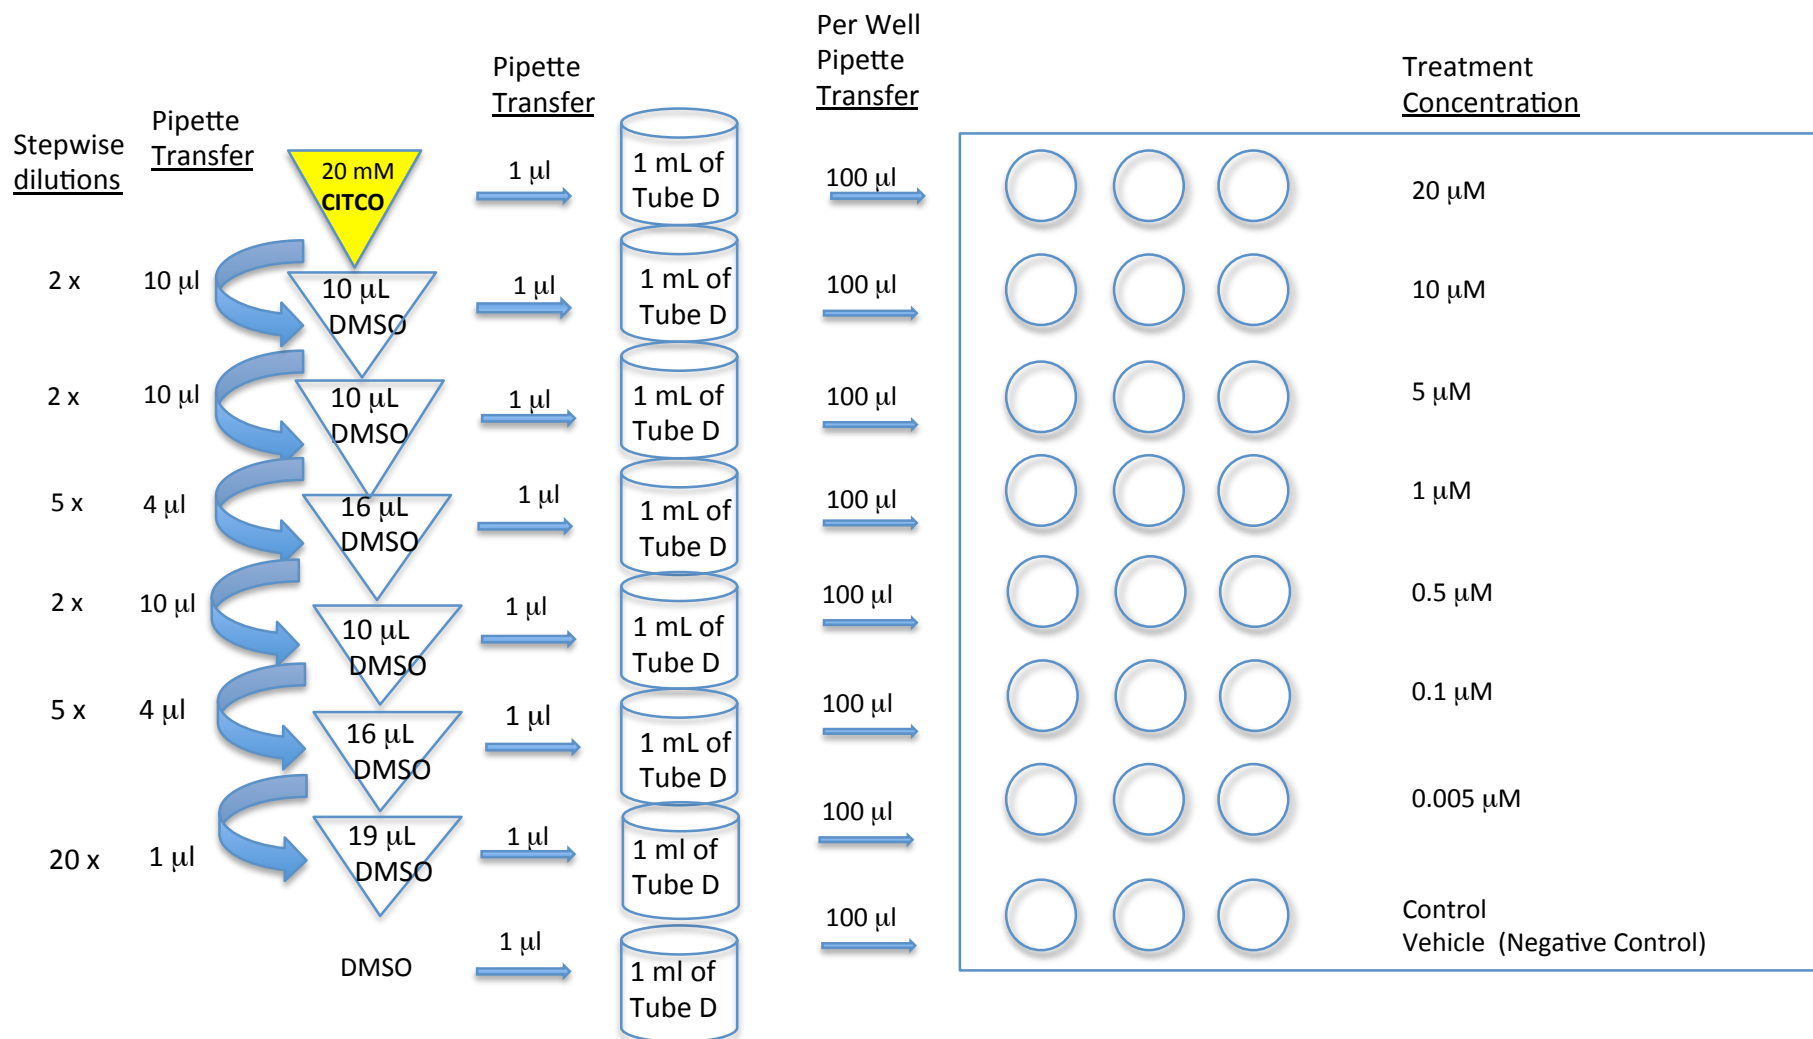 Per Well
Pipette
Transfer
Pipette
Transfer
Treatment
Concentration
Stepwise
dilutions
Pipette
Transfer
20 mM
CITCO
1 μl
1 mL of
Tube D
100 μl
20 μM
2 x
10 μl
10 μL
DMSO
1 μl
1 mL of
Tube D
100 μl
10 μM
2 x
10 μl
10 μL
DMSO
1 μl
1 mL of
Tube D
100 μl
5 μM
5 x
4 μl
16 μL
DMSO
1 μl
1 mL of
Tube D
100 μl
1 μM
2 x
10 μl
10 μL
DMSO
1 μl
1 mL of
Tube D
100 μl
0.5 μM
5 x
4 μl
16 μL
DMSO
1 μl
1 mL of
Tube D
100 μl
0.1 μM
20 x
1 μl
19 μL
DMSO
1 μl
1 ml of
Tube D
100 μl
0.005 μM
DMSO
1 μl
1 ml of
Tube D
100 μl
Control
Vehicle (Negative Control)